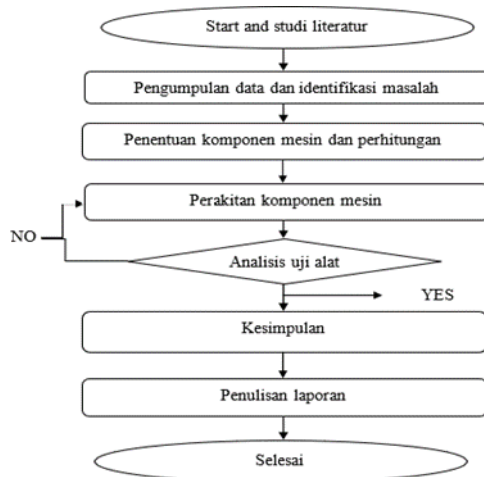 Start and studi literatur
Pengumpulan data dan identifikasi masalah
Penentuan komponen mesin dan perhitungan
Perakitan komponen mesin
NO
Analisis uji alat
YES
Kesimpulan
Penulisan laporan
Selesai